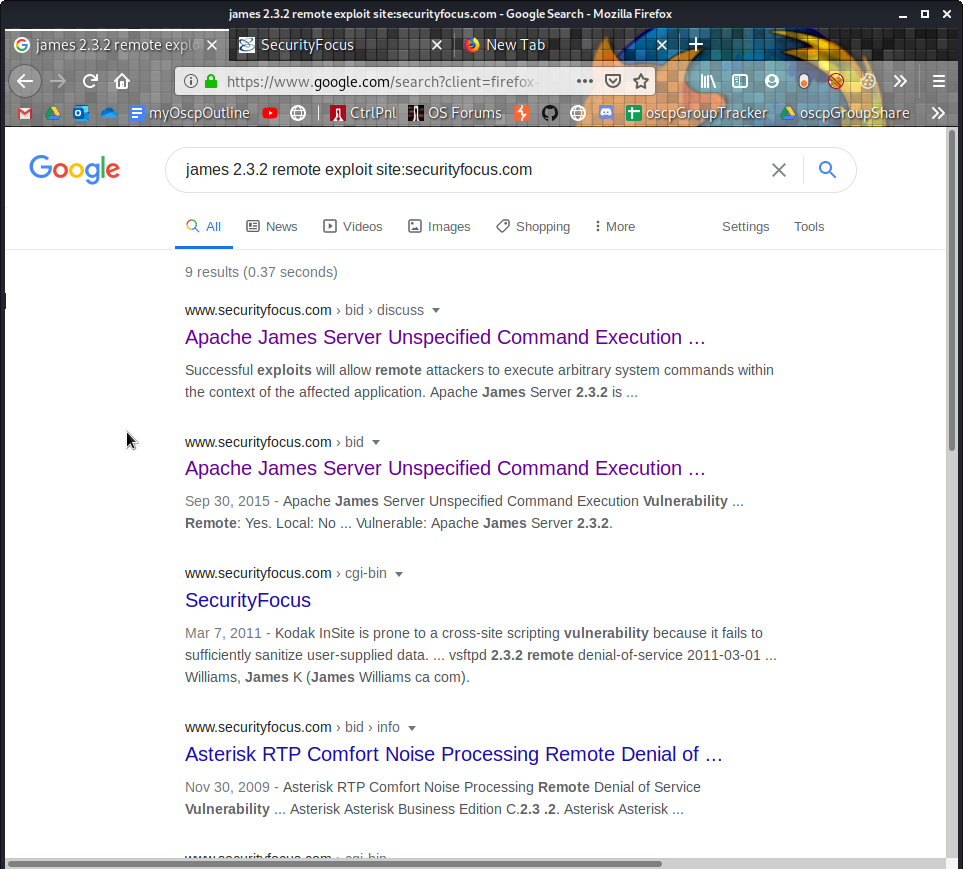 james 2.3.2 remote exploit site:securityfocus.com - Google Search - Mozilla Firefox
james 2.3.2 remote explo
SecurityFocus
New Tab
https://www.google.com/search?client=firefox-
myOscpOutline
CtrlPnl
OS Forums
oscpGroupTracker
oscpGroupShare
Google
james 2.3.2 remote exploit site:securityfocus.com
All News Videos Images Shopping More Settings Tools
9 results (0.37 seconds)
www.securityfocus.com › bid › discuss
Apache James Server Unspecified Command Execution ...
Successful exploits will allow remote attackers to execute arbitrary system commands within
the context of the affected application. Apache James Server 2.3.2 is ...
www.securityfocus.com › bid
Apache James Server Unspecified Command Execution ...
Sep 30, 2015 - Apache James Server Unspecified Command Execution Vulnerability ...
Remote: Yes. Local: No ... Vulnerable: Apache James Server 2.3.2.
www.securityfocus.com › cgi-bin
SecurityFocus
Mar 7, 2011 - Kodak InSite is prone to a cross-site scripting vulnerability because it fails to
sufficiently sanitize user-supplied data. ... vsftpd 2.3.2 remote denial-of-service 2011-03-01 ...
Williams, James K (James Williams ca com).
www.securityfocus.com › bid › info
Asterisk RTP Comfort Noise Processing Remote Denial of ...
Nov 30, 2009 - Asterisk RTP Comfort Noise Processing Remote Denial of Service
Vulnerability ... Asterisk Asterisk Business Edition C.2.3 .2. Asterisk Asterisk ...
www.securityfocus.com › cgi-bin